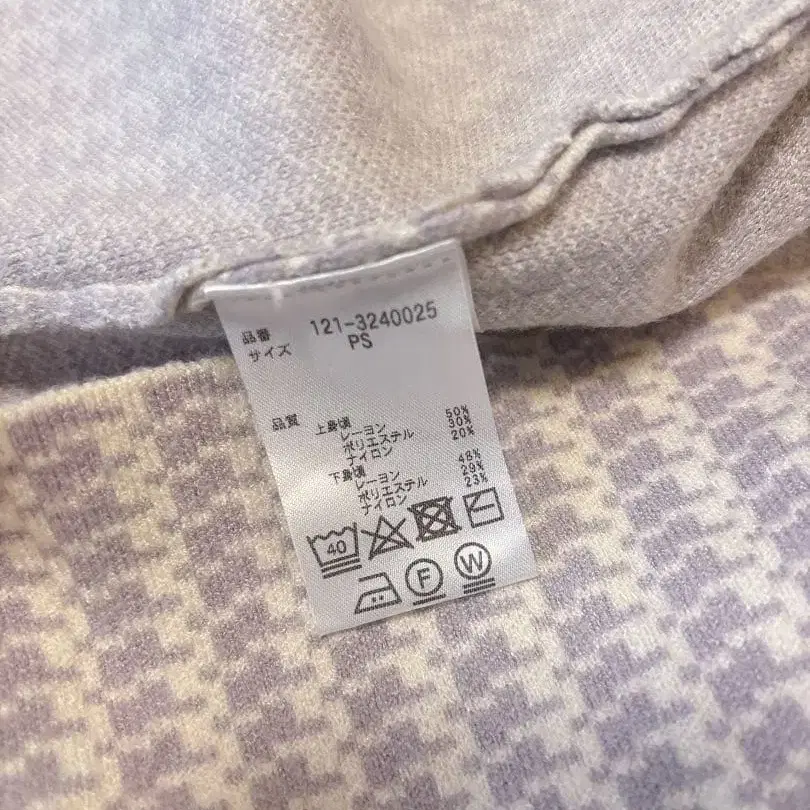 品番 121-3240025
サイズ PS
品質 上身頃
レーヨン 50%
ポリエステル 30%
ナイロン 20%
下身頃
レーヨン 48%
ポリエステル 29%
ナイロン 23%
40
F W